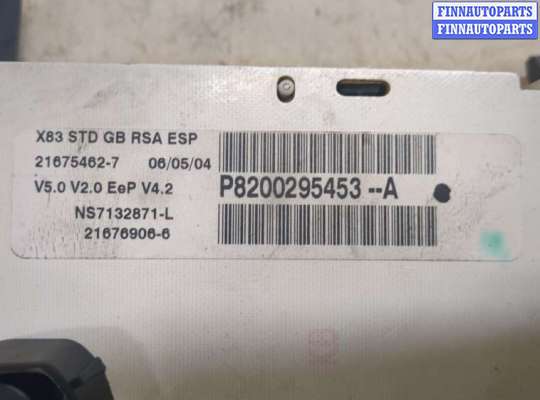 FINNAUTOPARTS
FINNAUTOPARTS
X83 STD GB RSA ESP
21675462-7 06/05/04
V5.0 V2.0 EeP V4.2
P8200295453 --A
NS7132871-L
21676906-6